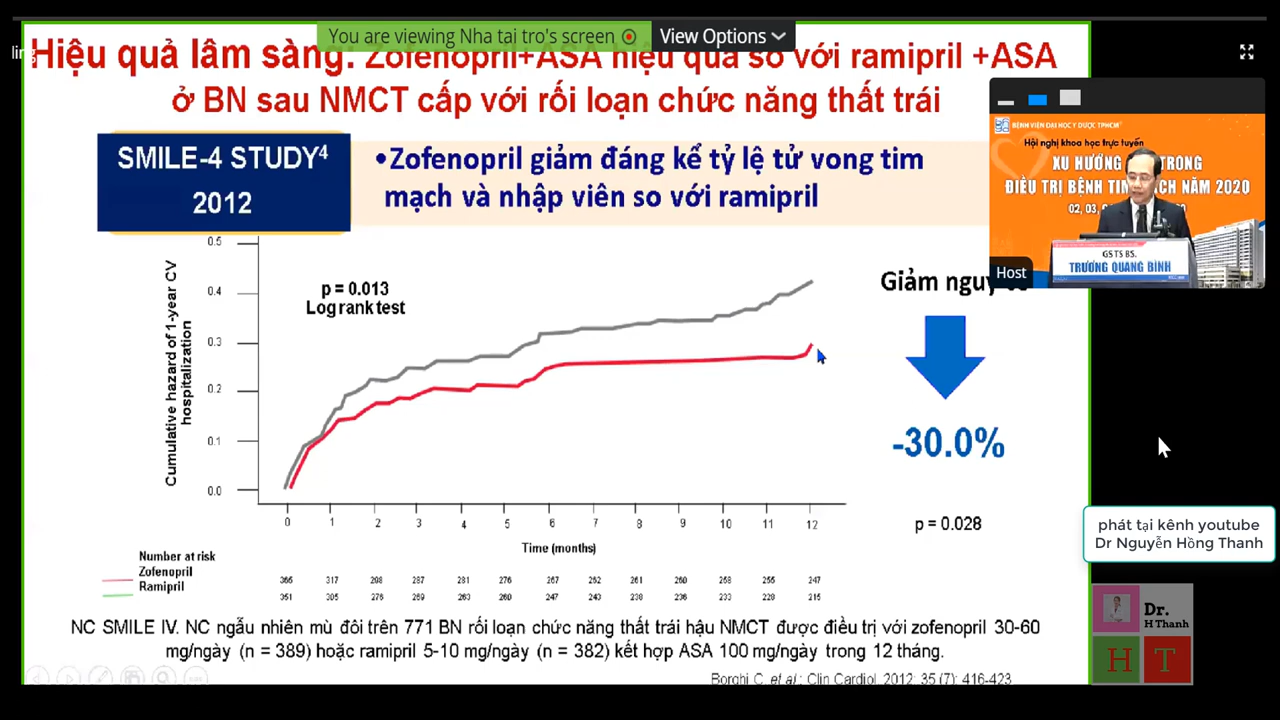 You are viewing Nha tai tro's screen
View Options
Hiệu quả lâm sàng: Zofenopril+ASA hiệu quả so với ramipril +ASA
ở BN sau NMCT cấp với rối loạn chức năng thất trái
SMILE-4 STUDY4
2012
•Zofenopril giảm đáng kể tỷ lệ tử vong tim
mạch và nhập viên so với ramipril
BỆNH VIỆN ĐẠI HỌC Y DƯỢC TPHCM
Hội nghị khoa học trực tuyến
XU HƯỚNG TRONG
ĐIỀU TRỊ BỆNH TIM MẠCH NĂM 2020
02, 03,
GS TS BS.
TRƯƠNG QUANG BÌNH
Host
Giảm nguy
-30.0%
p = 0.028
Cumulative hazard of 1-year CV
hospitalization
0.5
0.4
0.3
0.2
0.1
0.0
p = 0.013
Log rank test
0 1 2 3 4 5 6 7 8 9 10 11 12
Time (months)
Number at risk
Zofenopril
Ramipril
366 317 298 287 281 276 267 262 261 260 258 255 247
351 305 276 269 263 260 247 243 238 236 233 228 215
NC SMILE IV. NC ngẫu nhiên mù đôi trên 771 BN rối loạn chức năng thất trái hậu NMCT được điều trị với zofenopril 30-60
mg/ngày (n = 389) hoặc ramipril 5-10 mg/ngày (n = 382) kết hợp ASA 100 mg/ngày trong 12 tháng.
Borghi C, et al.; Clin Cardiol. 2012; 35 (7): 416-423
phát tại kênh youtube
Dr Nguyễn Hồng Thanh
Dr.
H Thanh
H T